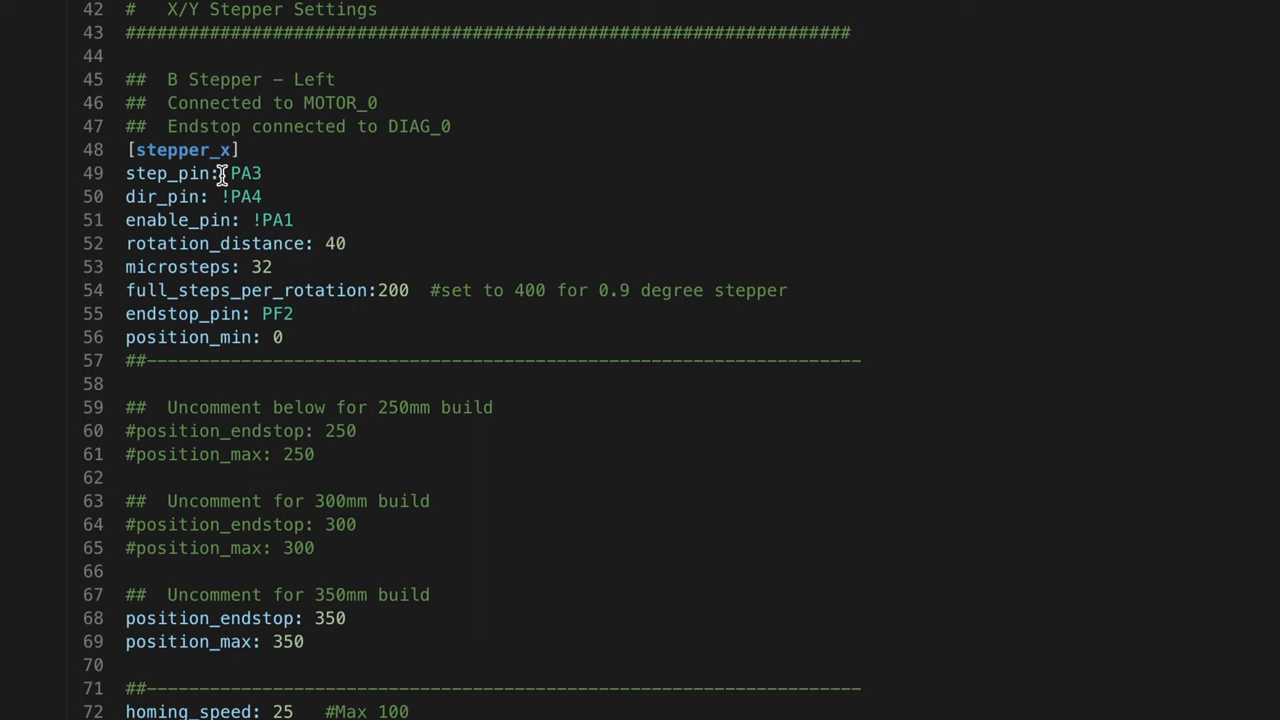 42 #   X/Y Stepper Settings
43 #####################################################################
44
45 ##  B Stepper – Left
46 ##  Connected to MOTOR_0
47 ##  Endstop connected to DIAG_0
48 [stepper_x]
49 step_pin: PA3
50 dir_pin: !PA4
51 enable_pin: !PA1
52 rotation_distance: 40
53 microsteps: 32
54 full_steps_per_rotation:200  #set to 400 for 0.9 degree stepper
55 endstop_pin: PF2
56 position_min: 0
57 ##--------------------------------------------------------------------
58
59 ##  Uncomment below for 250mm build
60 #position_endstop: 250
61 #position_max: 250
62
63 ##  Uncomment for 300mm build
64 #position_endstop: 300
65 #position_max: 300
66
67 ##  Uncomment for 350mm build
68 position_endstop: 350
69 position_max: 350
70
71 ##--------------------------------------------------------------------
72 homing_speed: 25   #Max 100